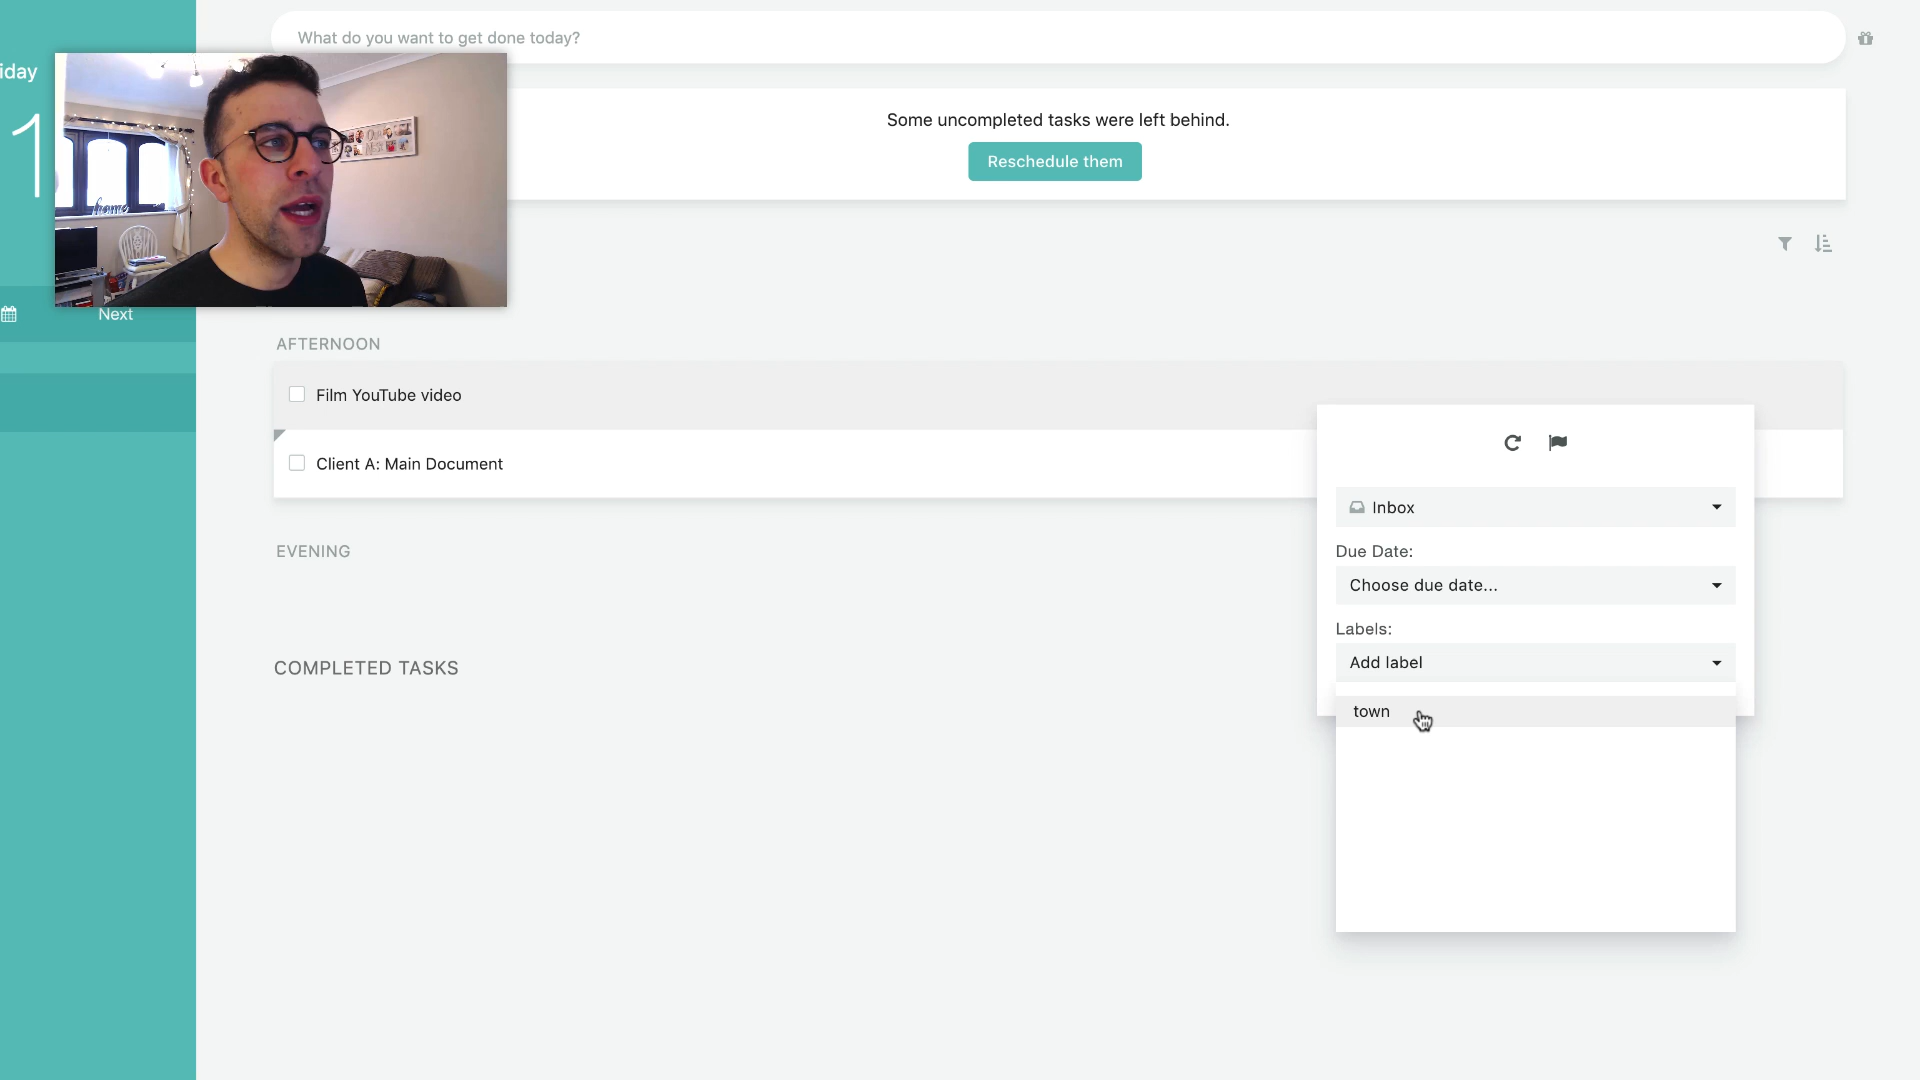 What do you want to get done today?
iday
1
Some uncompleted tasks were left behind.
Reschedule them
home
Next
AFTERNOON
Film YouTube video
Client A: Main Document
Inbox
Due Date:
Choose due date...
EVENING
Labels:
Add label
COMPLETED TASKS
town